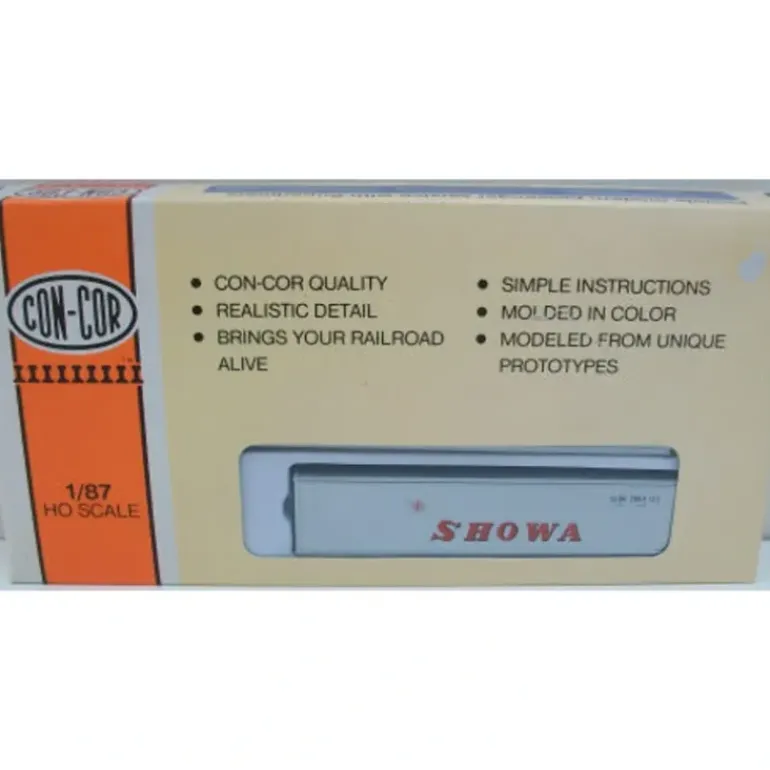 CON-COR
TM
1/87
HO SCALE
• CON-COR QUALITY
• REALISTIC DETAIL
• BRINGS YOUR RAILROAD
ALIVE
• SIMPLE INSTRUCTIONS
• MOLDED IN COLOR
• MODELED FROM UNIQUE
PROTOTYPES
SHOWA